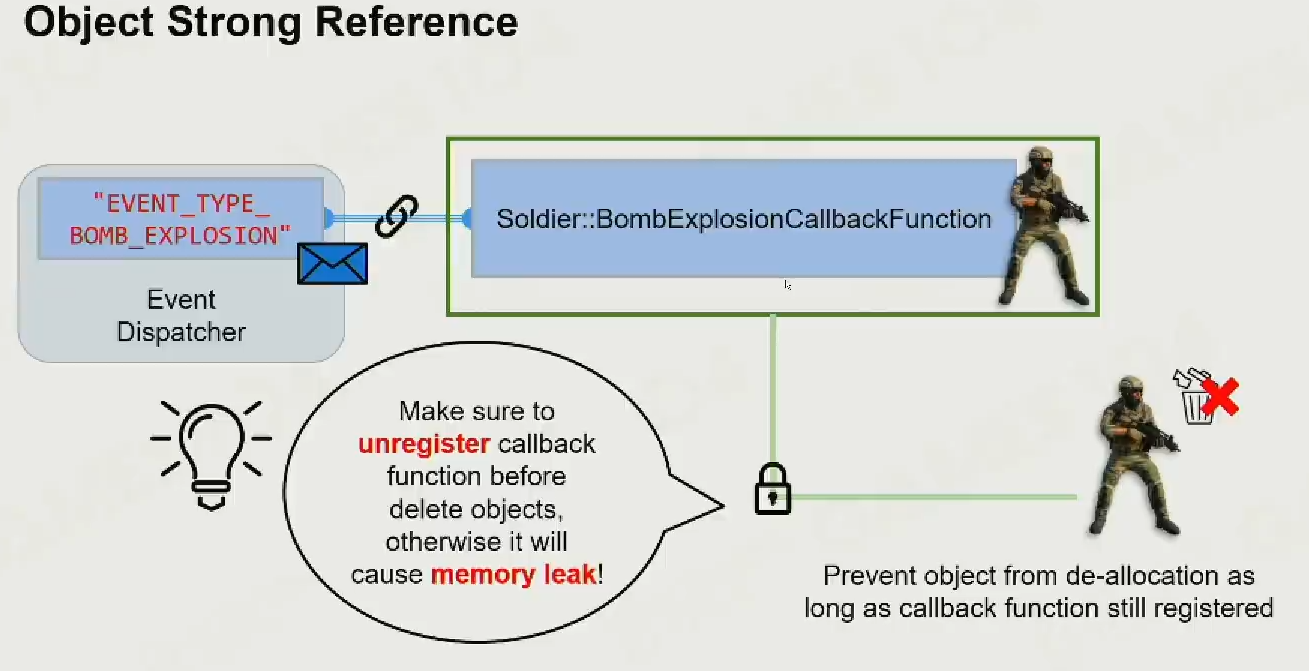 Object Strong Reference
"EVENT_TYPE_
BOMB_EXPLOSION"
Event
Dispatcher
Soldier::BombExplosionCallbackFunction
Make sure to
unregister callback
function before
delete objects,
otherwise it will
cause memory leak!
Prevent object from de-allocation as
long as callback function still registered